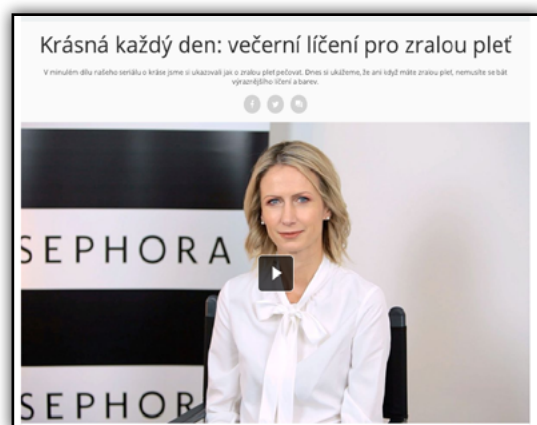 Krásná každý den: večerní líčení pro zralou pleť
V minulém dílu našeho seriálu o kráse jsme si ukazovali jak o zralou pleť pečovat. Dnes si ukážeme, že ani když máte zralou pleť, nemusíte se bát
výraznějšího líčení a barev.
SEPHORA
SEPHOR